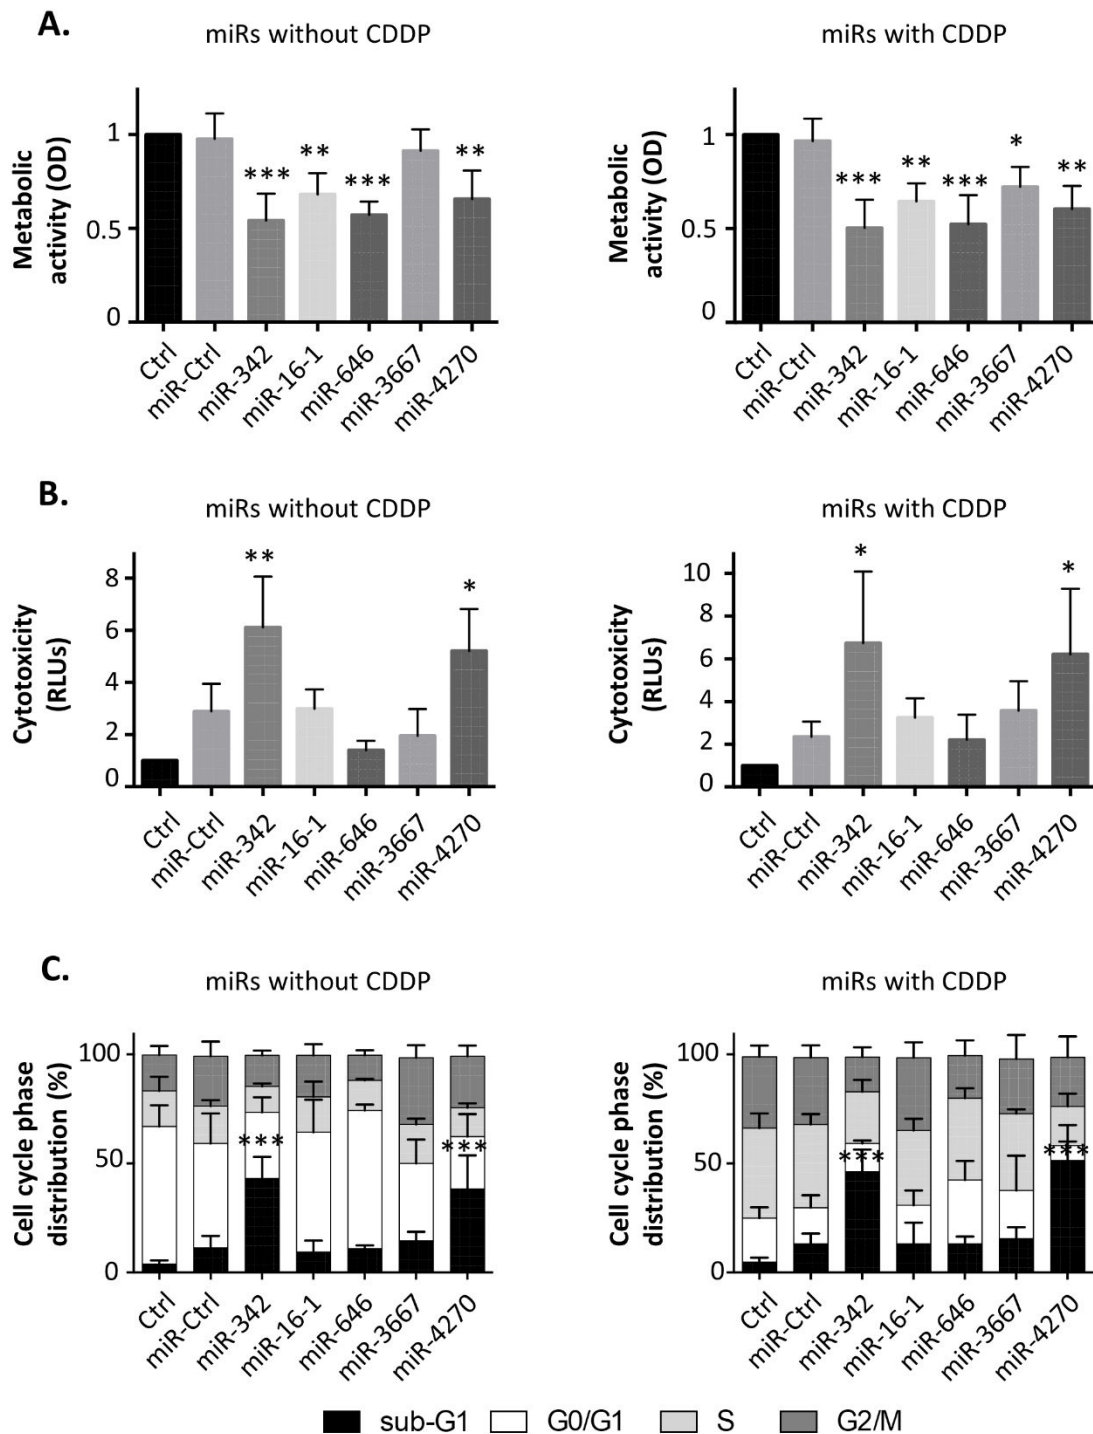 A.
miRs without CDDP
miRs with CDDP
Metabolic
activity (OD)
1
0.5
0
*** ** *** **
Ctrl
miR-Ctrl
miR-342
miR-16-1
miR-646
miR-3667
miR-4270
Metabolic
activity (OD)
1
0.5
0
*** ** *** * **
Ctrl
miR-Ctrl
miR-342
miR-16-1
miR-646
miR-3667
miR-4270
B.
miRs without CDDP
miRs with CDDP
Cytotoxicity
(RLUs)
8
6
4
2
0
** *
Ctrl
miR-Ctrl
miR-342
miR-16-1
miR-646
miR-3667
miR-4270
Cytotoxicity
(RLUs)
10
8
6
4
2
0
* *
Ctrl
miR-Ctrl
miR-342
miR-16-1
miR-646
miR-3667
miR-4270
C.
miRs without CDDP
miRs with CDDP
Cell cycle phase
distribution (%)
100
50
0
*** ***
Ctrl
miR-Ctrl
miR-342
miR-16-1
miR-646
miR-3667
miR-4270
Cell cycle phase
distribution (%)
100
50
0
*** ***
Ctrl
miR-Ctrl
miR-342
miR-16-1
miR-646
miR-3667
miR-4270
sub-G1 G0/G1 S G2/M